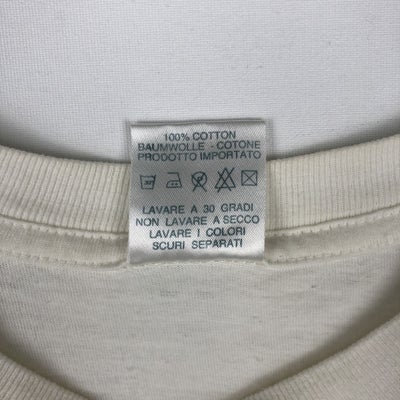 100% COTTON
BAUMWOLLE - COTONE
PRODOTTO IMPORTATO
LAVARE A 30 GRADI
NON LAVARE A SECCO
LAVARE I COLORI
SCURI SEPARATI